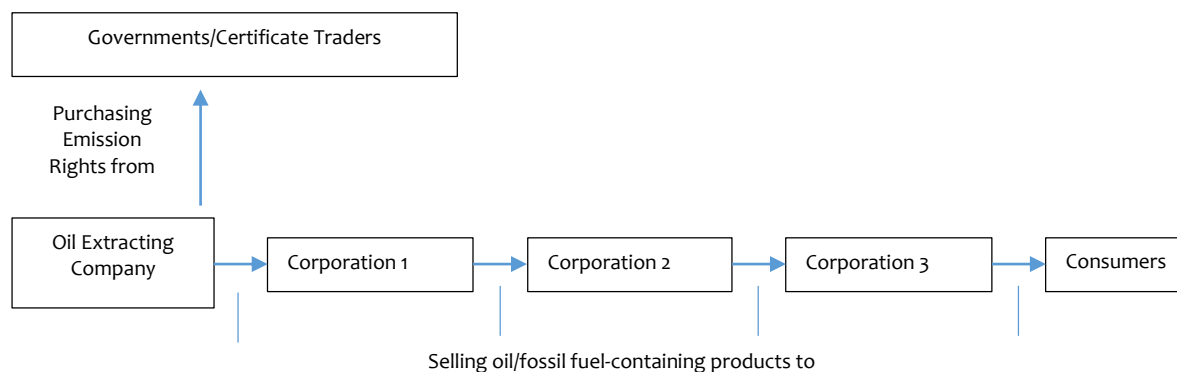 Governments/Certificate Traders
Purchasing
Emission
Rights from
Oil Extracting
Company
Corporation 1
Corporation 2
Corporation 3
Consumers
Selling oil/fossil fuel-containing products to